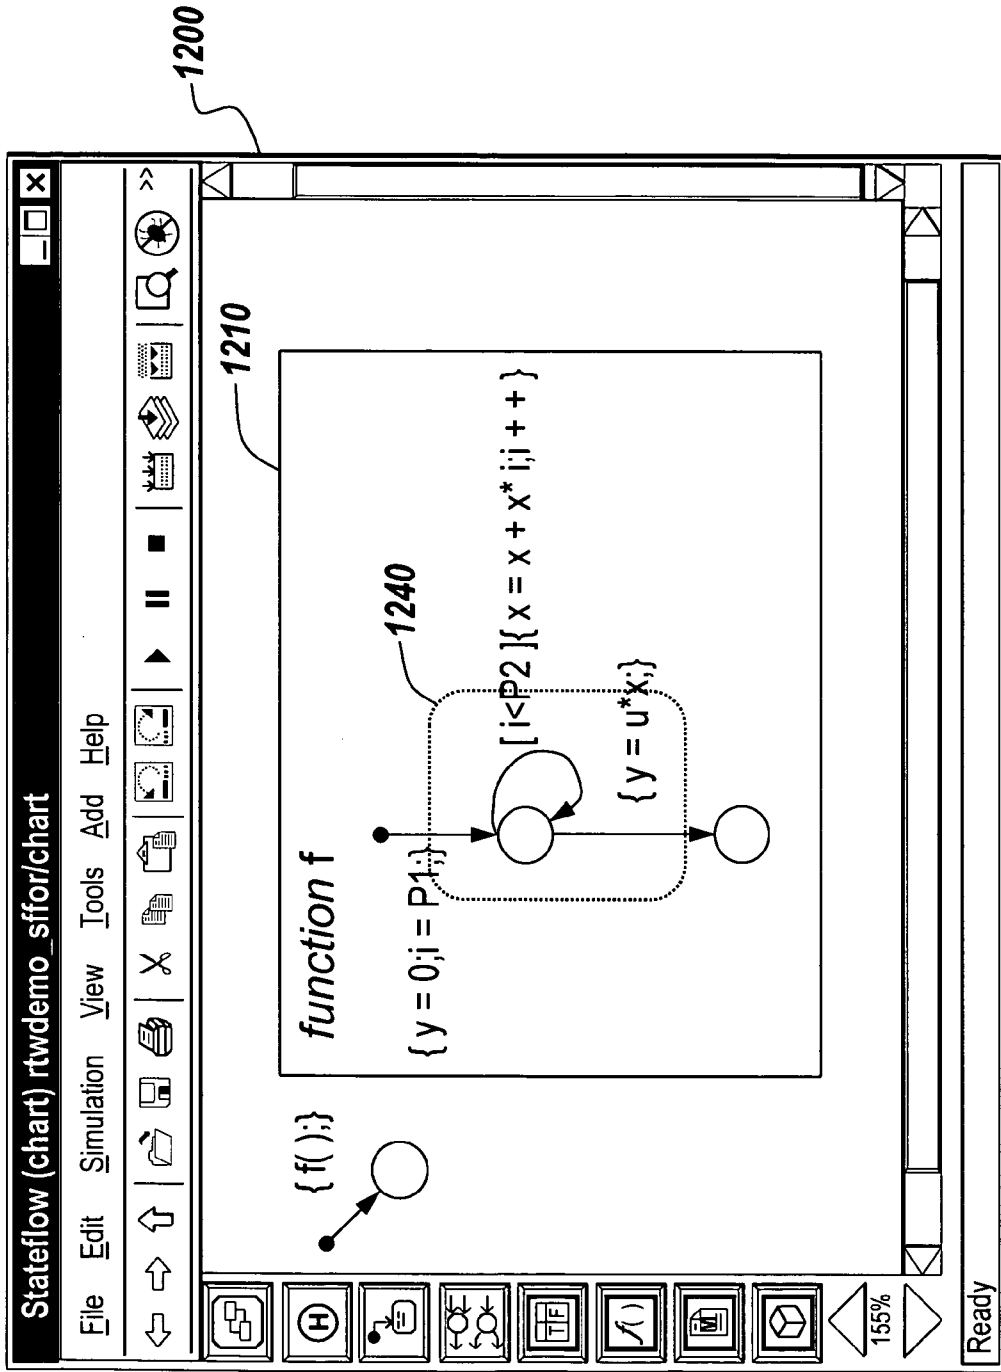 Stateflow (chart) rtwdemo_sffor/chart
File Edit Simulation View Tools Add Help
>>
1200
1210
{ f( );}
function f
{ y = 0;i = P1;}
1240
[ i<P2 ]{ x = x + x* i;i + + }
{ y = u*x;}
H
T F
f( )
M
155%
Ready